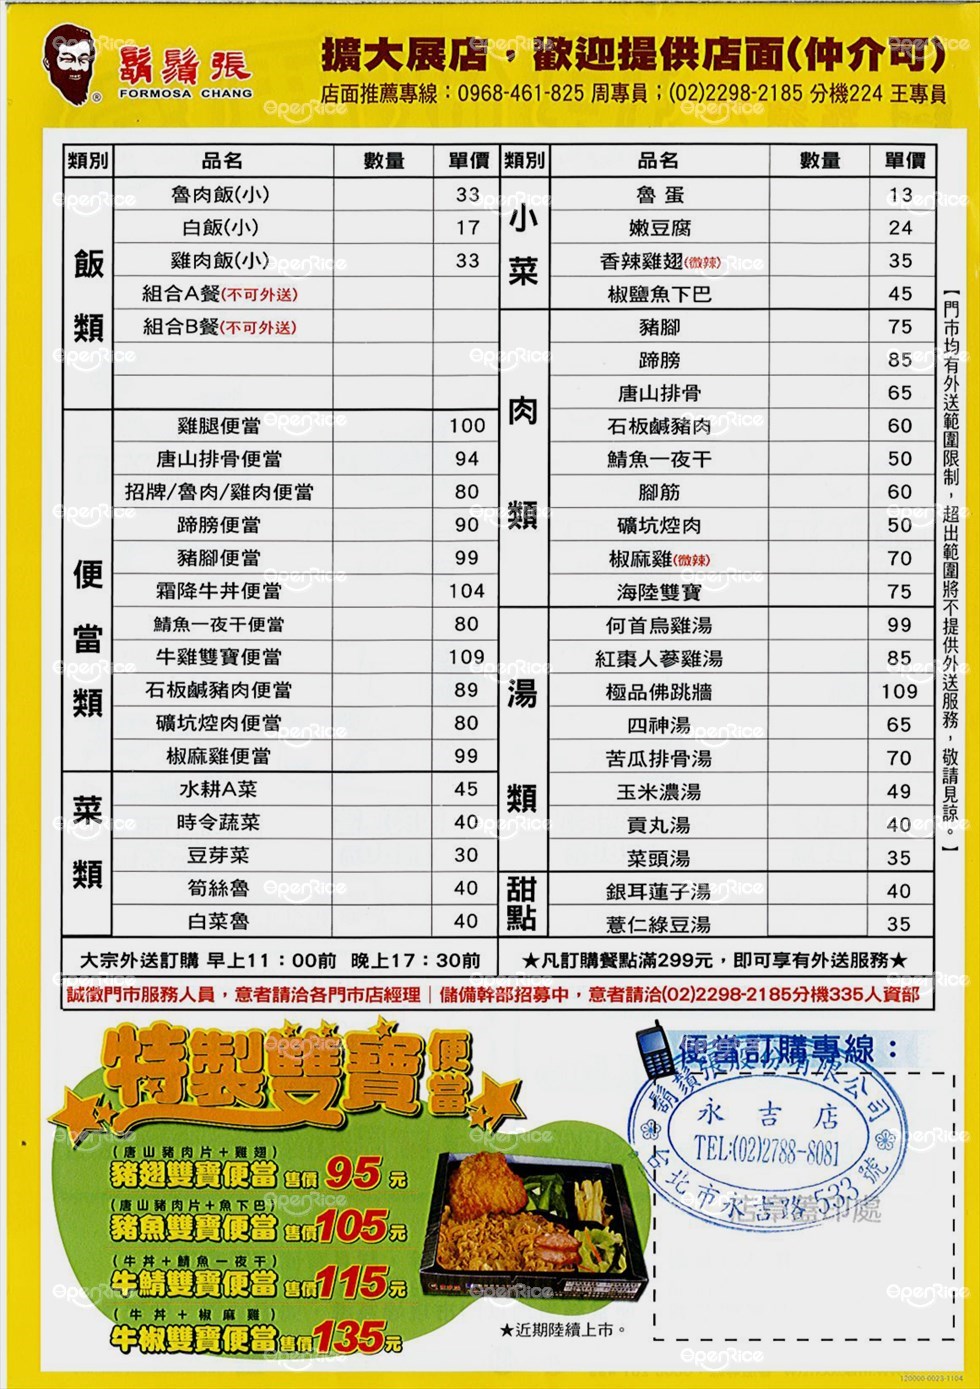 鬍鬚張
FORMOSA CHANG
擴大展店，歡迎提供店面(仲介可)
店面推薦專線：0968-461-825 周專員；(02)2298-2185 分機224 王專員
類別 品名 數量 單價
飯類
魯肉飯(小) 33
白飯(小) 17
雞肉飯(小) 33
組合A餐(不可外送)
組合B餐(不可外送)
便當類
雞腿便當 100
唐山排骨便當 94
招牌/魯肉/雞肉便當 80
蹄膀便當 90
豬腳便當 99
霜降牛丼便當 104
鯖魚一夜干便當 80
牛雞雙寶便當 109
石板鹹豬肉便當 89
礦坑焢肉便當 80
椒麻雞便當 99
菜類
水耕A菜 45
時令蔬菜 40
豆芽菜 30
筍絲魯 40
白菜魯 40
類別 品名 數量 單價
小菜
魯蛋 13
嫩豆腐 24
香辣雞翅(微辣) 35
椒鹽魚下巴 45
肉類
豬腳 75
蹄膀 85
唐山排骨 65
石板鹹豬肉 60
鯖魚一夜干 50
腳筋 60
礦坑焢肉 50
椒麻雞(微辣) 70
海陸雙寶 75
湯類
何首烏雞湯 99
紅棗人蔘雞湯 85
極品佛跳牆 109
四神湯 65
苦瓜排骨湯 70
玉米濃湯 49
貢丸湯 40
菜頭湯 35
甜點
銀耳蓮子湯 40
薏仁綠豆湯 35
【門市均有外送範圍限制，超出範圍將不提供外送服務，敬請見諒。】
大宗外送訂購 早上11：00前 晚上17：30前
★凡訂購餐點滿299元，即可享有外送服務★
誠徵門市服務人員，意者請洽各門市店經理｜儲備幹部招募中，意者請洽(02)2298-2185分機335人資部
特製雙寶便當
(唐山豬肉片+雞翅)
豬翅雙寶便當 售價95元
(唐山豬肉片+魚下巴)
豬魚雙寶便當 售價105元
(牛丼+鯖魚一夜干)
牛鯖雙寶便當 售價115元
(牛丼+椒麻雞)
牛椒雙寶便當 售價135元
★近期陸續上市。
便當訂購專線：
鬍鬚張股份有限公司
永吉店
TEL:(02)2788-8081
台北市永吉路533號
店章蓋印處
120000-0023-1104
OpenRice